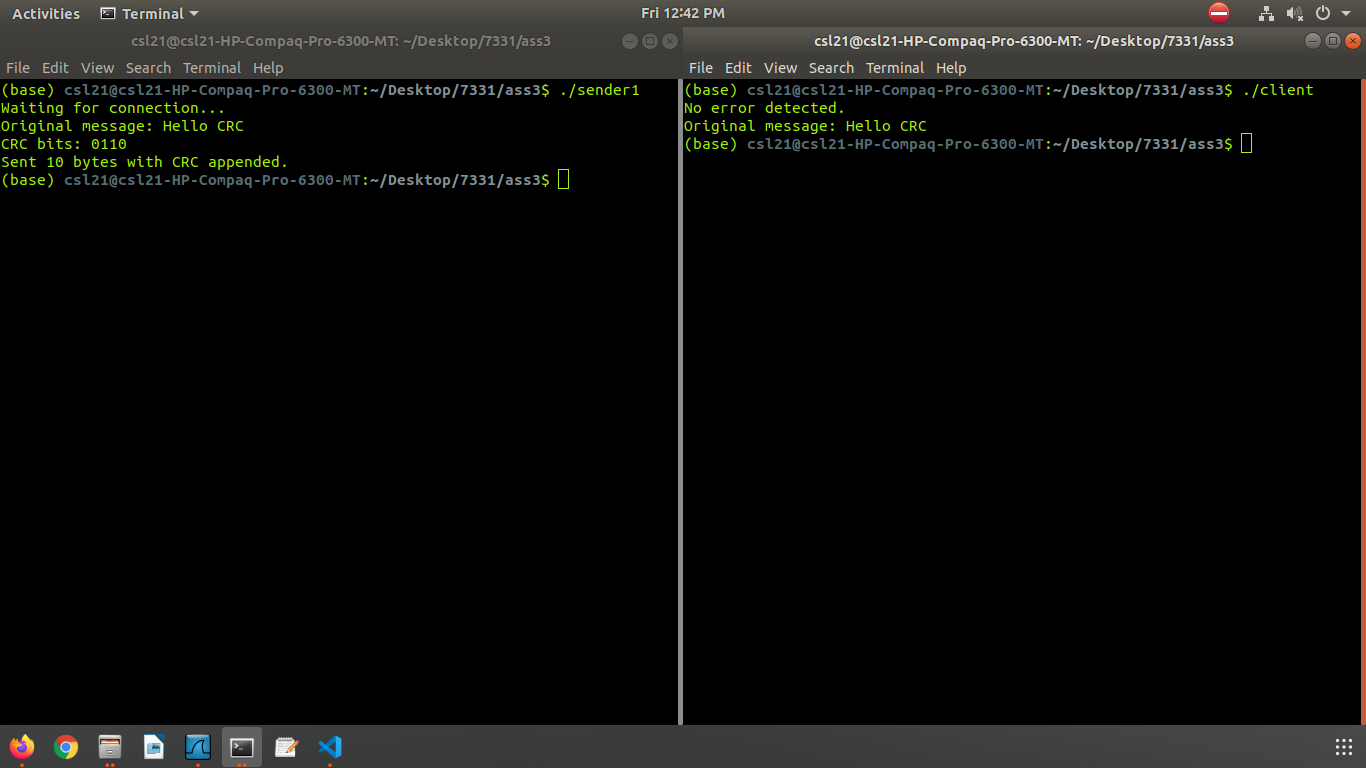 Activities Terminal Fri 12:42 PM
csl21@csl21-HP-Compaq-Pro-6300-MT: ~/Desktop/7331/ass3
File Edit View Search Terminal Help
(base) csl21@csl21-HP-Compaq-Pro-6300-MT:~/Desktop/7331/ass3$ ./sender1
Waiting for connection...
Original message: Hello CRC
CRC bits: 0110
Sent 10 bytes with CRC appended.
(base) csl21@csl21-HP-Compaq-Pro-6300-MT:~/Desktop/7331/ass3$
csl21@csl21-HP-Compaq-Pro-6300-MT: ~/Desktop/7331/ass3
File Edit View Search Terminal Help
(base) csl21@csl21-HP-Compaq-Pro-6300-MT:~/Desktop/7331/ass3$ ./client
No error detected.
Original message: Hello CRC
(base) csl21@csl21-HP-Compaq-Pro-6300-MT:~/Desktop/7331/ass3$